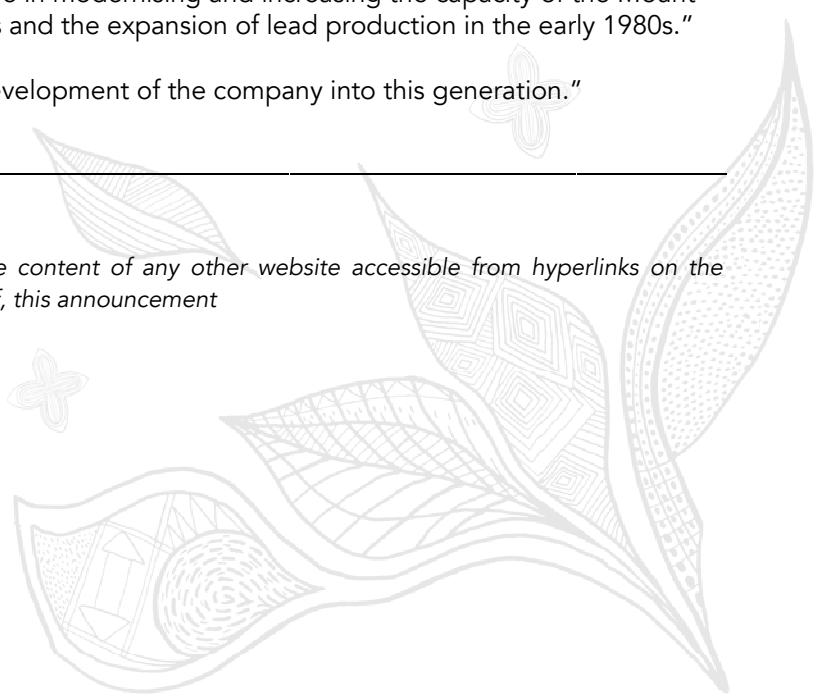 in modernising and increasing the capacity of the Mount
and the expansion of lead production in the early 1980s.”
of the company into this generation.”
content of any other website accessible from hyperlinks on the
this announcement